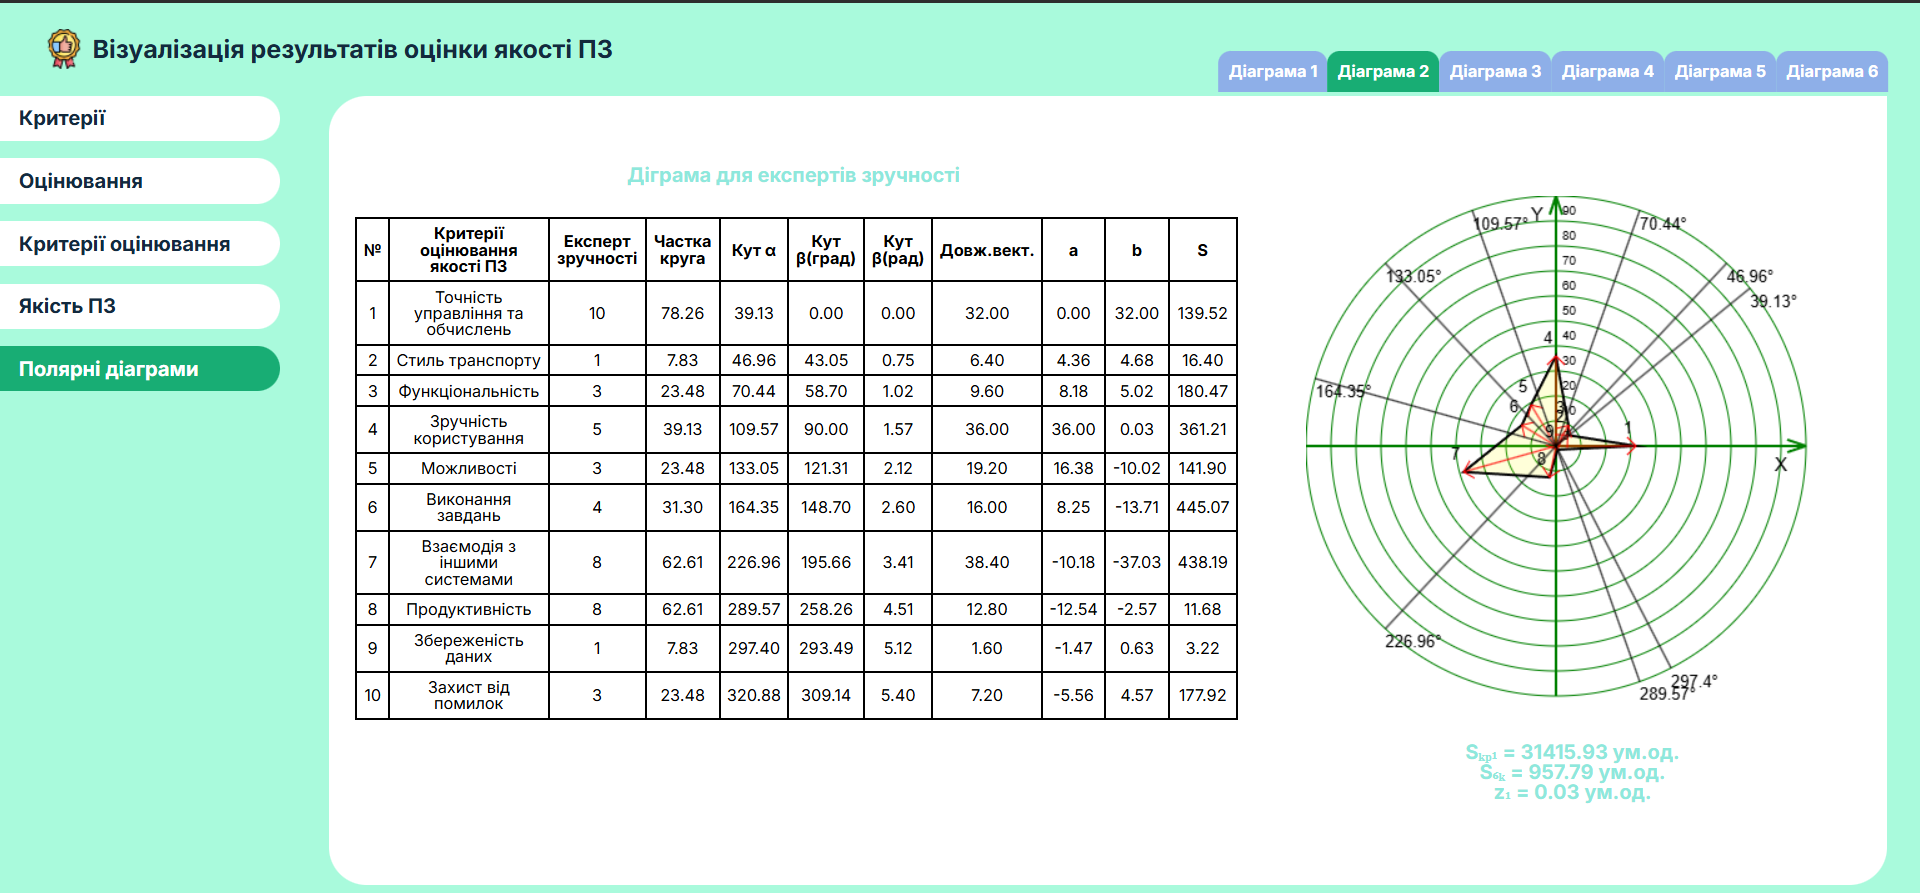 Візуалізація результатів оцінки якості ПЗ
Діаграма 1 Діаграма 2 Діаграма 3 Діаграма 4 Діаграма 5 Діаграма 6
Критерії
Оцінювання
Критерії оцінювання
Якість ПЗ
Полярні діаграми
Діграма для експертів зручності
№ Критерії оцінювання якості ПЗ Експерт зручності Частка круга Кут α Кут β(град) Кут β(рад) Довж.вект. a b S
1 Точність управління та обчислень 10 78.26 39.13 0.00 0.00 32.00 0.00 32.00 139.52
2 Стиль транспорту 1 7.83 46.96 43.05 0.75 6.40 4.36 4.68 16.40
3 Функціональність 3 23.48 70.44 58.70 1.02 9.60 8.18 5.02 180.47
4 Зручність користування 5 39.13 109.57 90.00 1.57 36.00 36.00 0.03 361.21
5 Можливості 3 23.48 133.05 121.31 2.12 19.20 16.38 -10.02 141.90
6 Виконання завдань 4 31.30 164.35 148.70 2.60 16.00 8.25 -13.71 445.07
7 Взаємодія з іншими системами 8 62.61 226.96 195.66 3.41 38.40 -10.18 -37.03 438.19
8 Продуктивність 8 62.61 289.57 258.26 4.51 12.80 -12.54 -2.57 11.68
9 Збереженість даних 1 7.83 297.40 293.49 5.12 1.60 -1.47 0.63 3.22
10 Захист від помилок 3 23.48 320.88 309.14 5.40 7.20 -5.56 4.57 177.92
109.57° Y 90 70.44°
80
70
133.05° 46.96°
60
39.13°
50
40
4
30
164.35° 5 20
6 3
2
9 1
7 8 X
226.96°
297.4°
289.57°
Sₖₚ₁ = 31415.93 ум.од.
S₆ₖ = 957.79 ум.од.
z₁ = 0.03 ум.од.